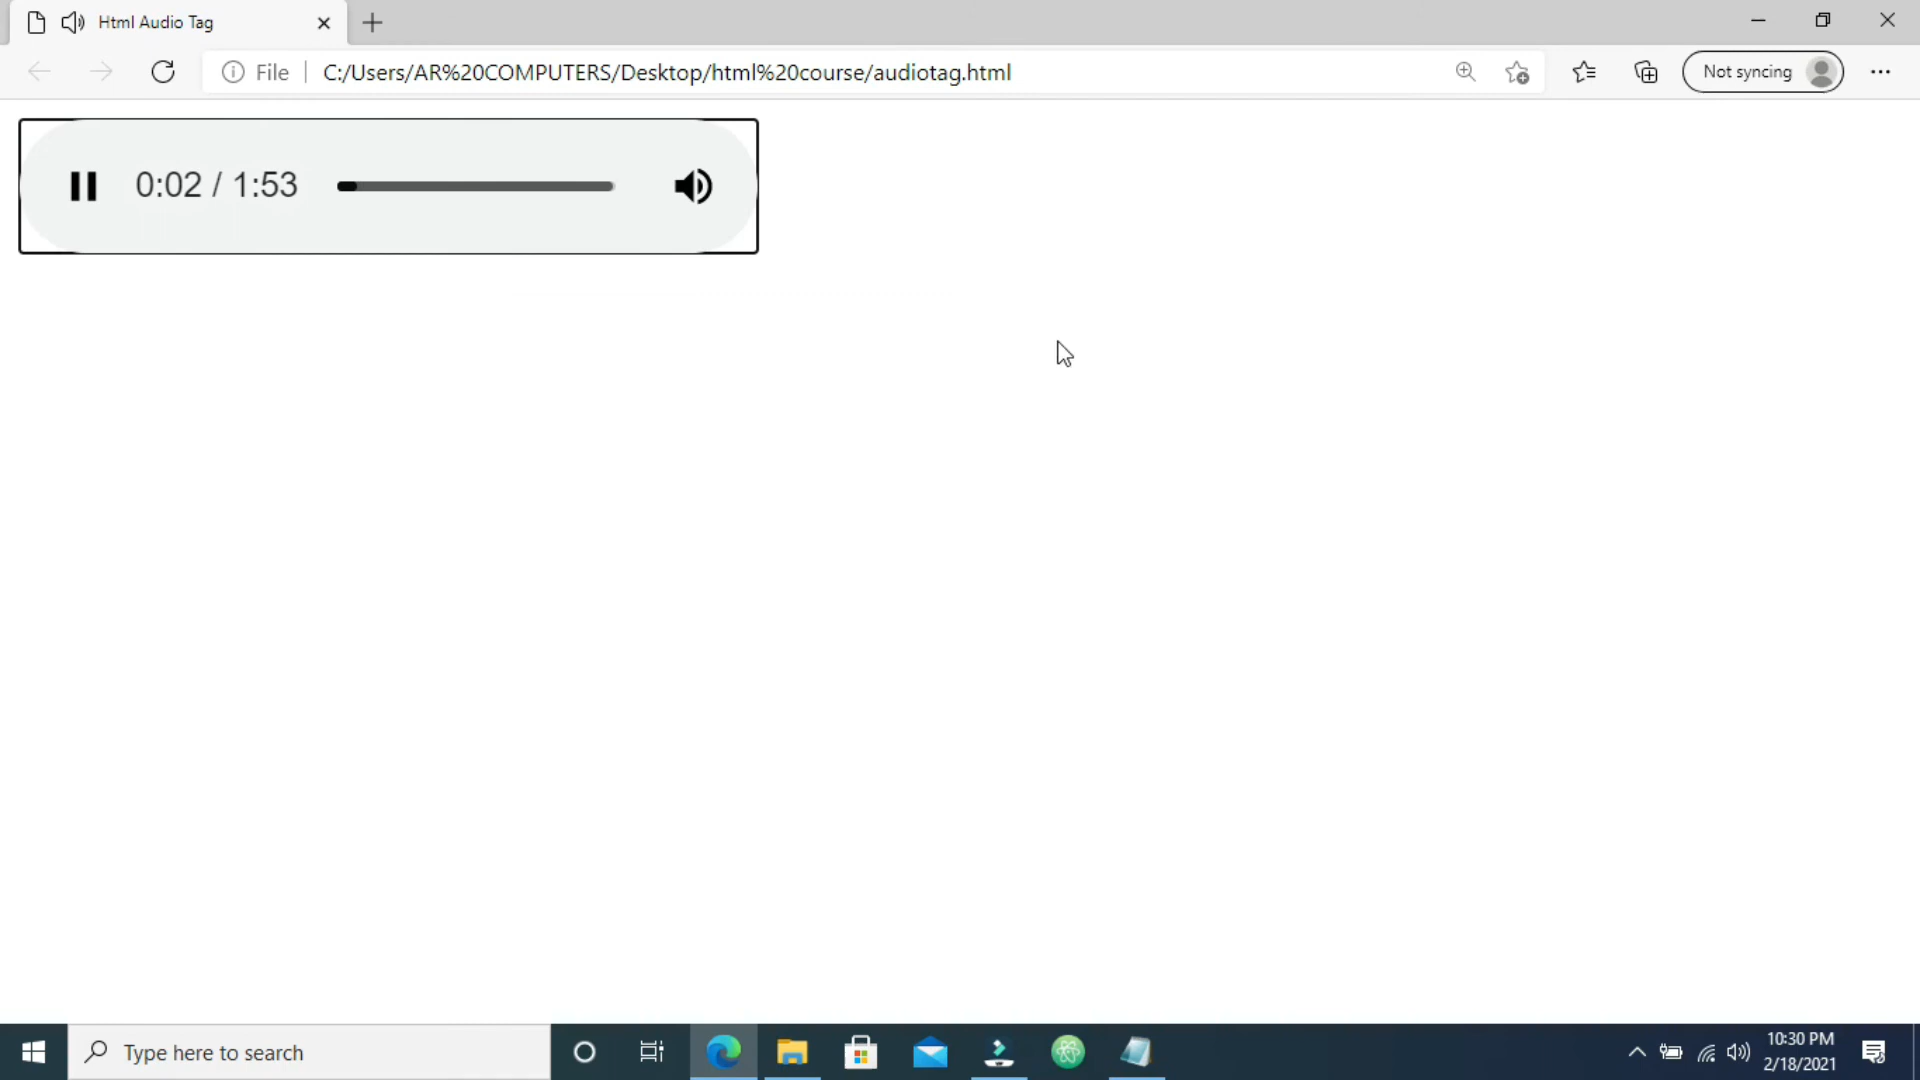 Html Audio Tag
File
C:/Users/AR%20COMPUTERS/Desktop/html%20course/audiotag.html
Not syncing
0:02 / 1:53
Type here to search
10:30 PM
2/18/2021